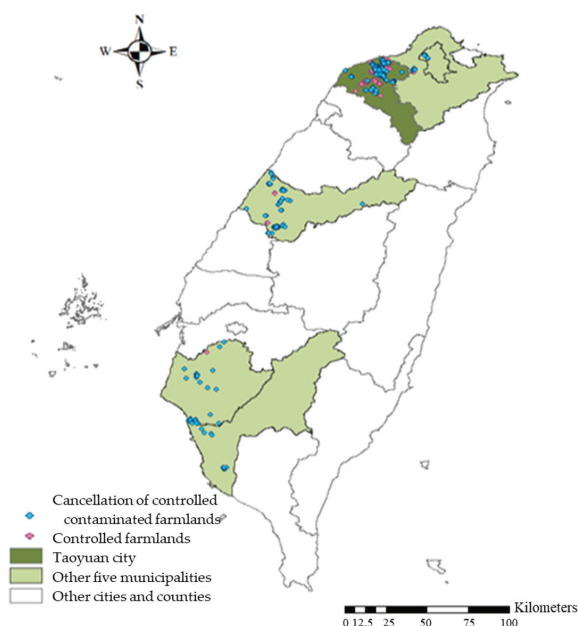 N
W E
S
Cancellation of controlled
contaminated farmlands
Controlled farmlands
Taoyuan city
Other five municipalities
Other cities and counties
Kilometers
0 12.5 25 50 75 100